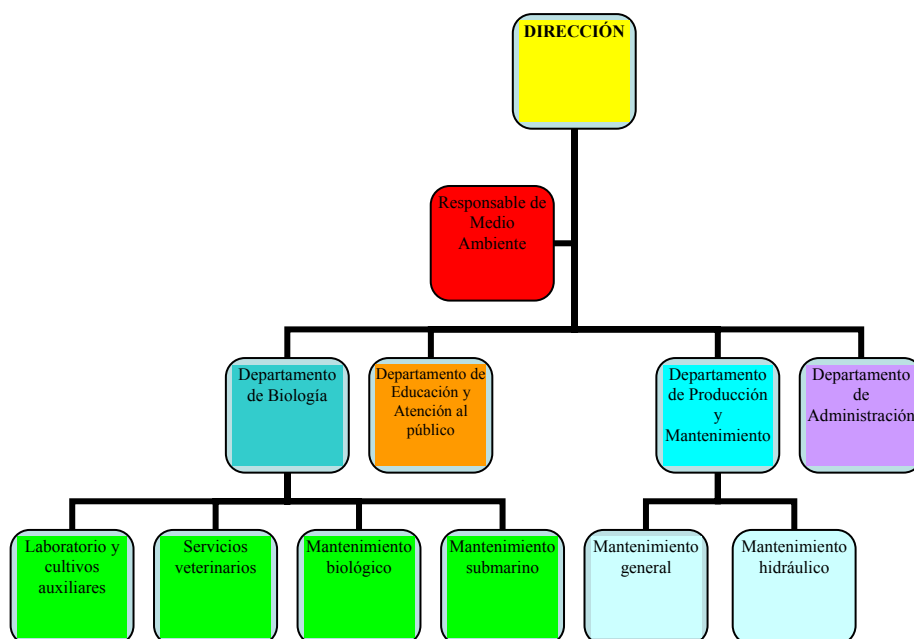 DIRECCIÓN
Responsable de
Medio
Ambiente
Departamento
de Biología
Departamento de
Educación y
Atención al
público
Departamento
de Producción
y
Mantenimiento
Departamento
de
Administración
Laboratorio y
cultivos
auxiliares
Servicios
veterinarios
Mantenimiento
biológico
Mantenimiento
submarino
Mantenimiento
general
Mantenimiento
hidráulico